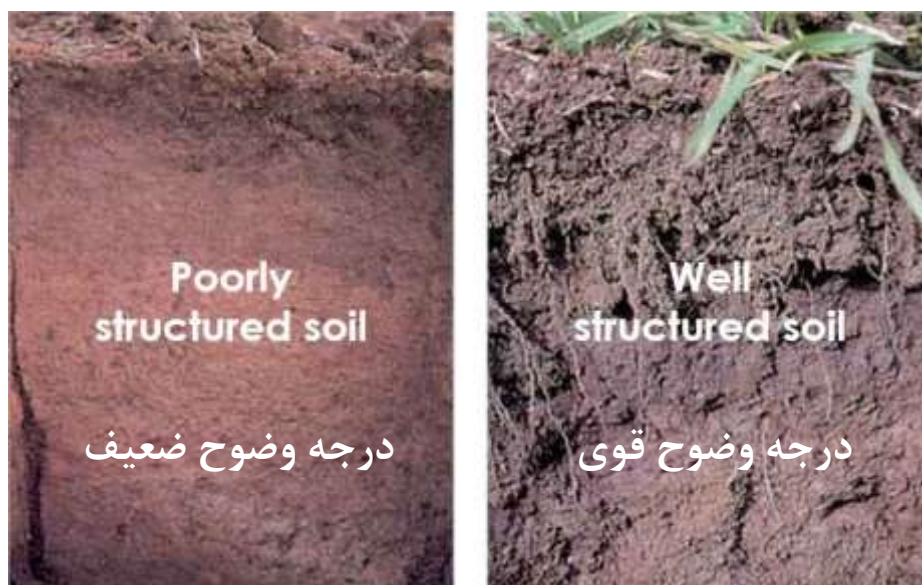 Poorly
structured soil
درجه وضوح ضعیف
Well
structured soil
درجه وضوح قوی